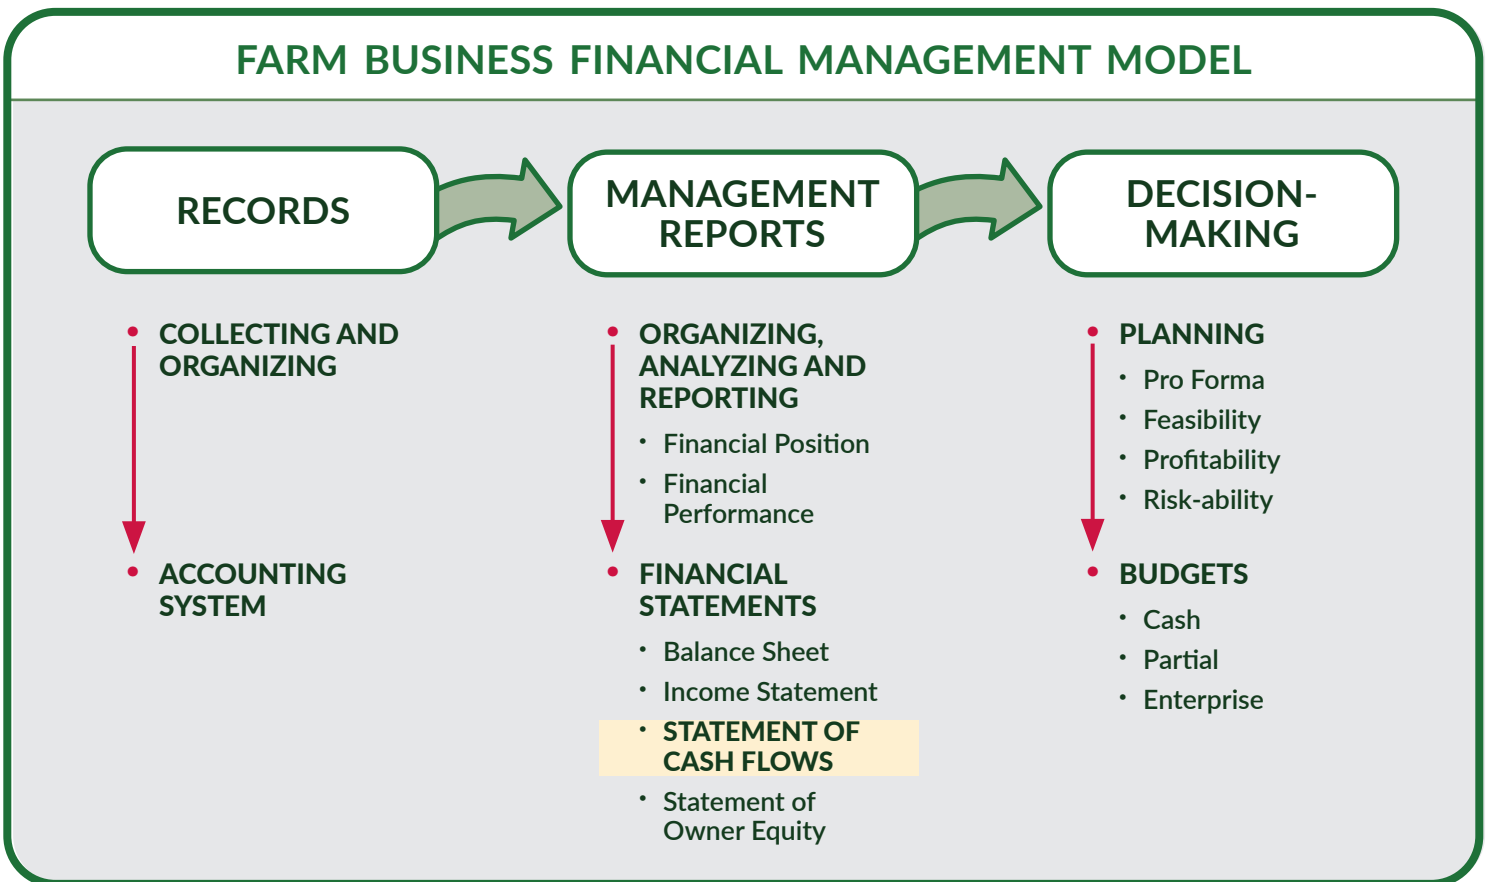 FARM BUSINESS FINANCIAL MANAGEMENT MODEL
RECORDS
MANAGEMENT
REPORTS
DECISION-
MAKING
COLLECTING AND
ORGANIZING
ACCOUNTING
SYSTEM
ORGANIZING,
ANALYZING AND
REPORTING
• Financial Position
• Financial
Performance
FINANCIAL
STATEMENTS
• Balance Sheet
• Income Statement
• STATEMENT OF
CASH FLOWS
• Statement of
Owner Equity
PLANNING
• Pro Forma
• Feasibility
• Profitability
• Risk-ability
BUDGETS
• Cash
• Partial
• Enterprise